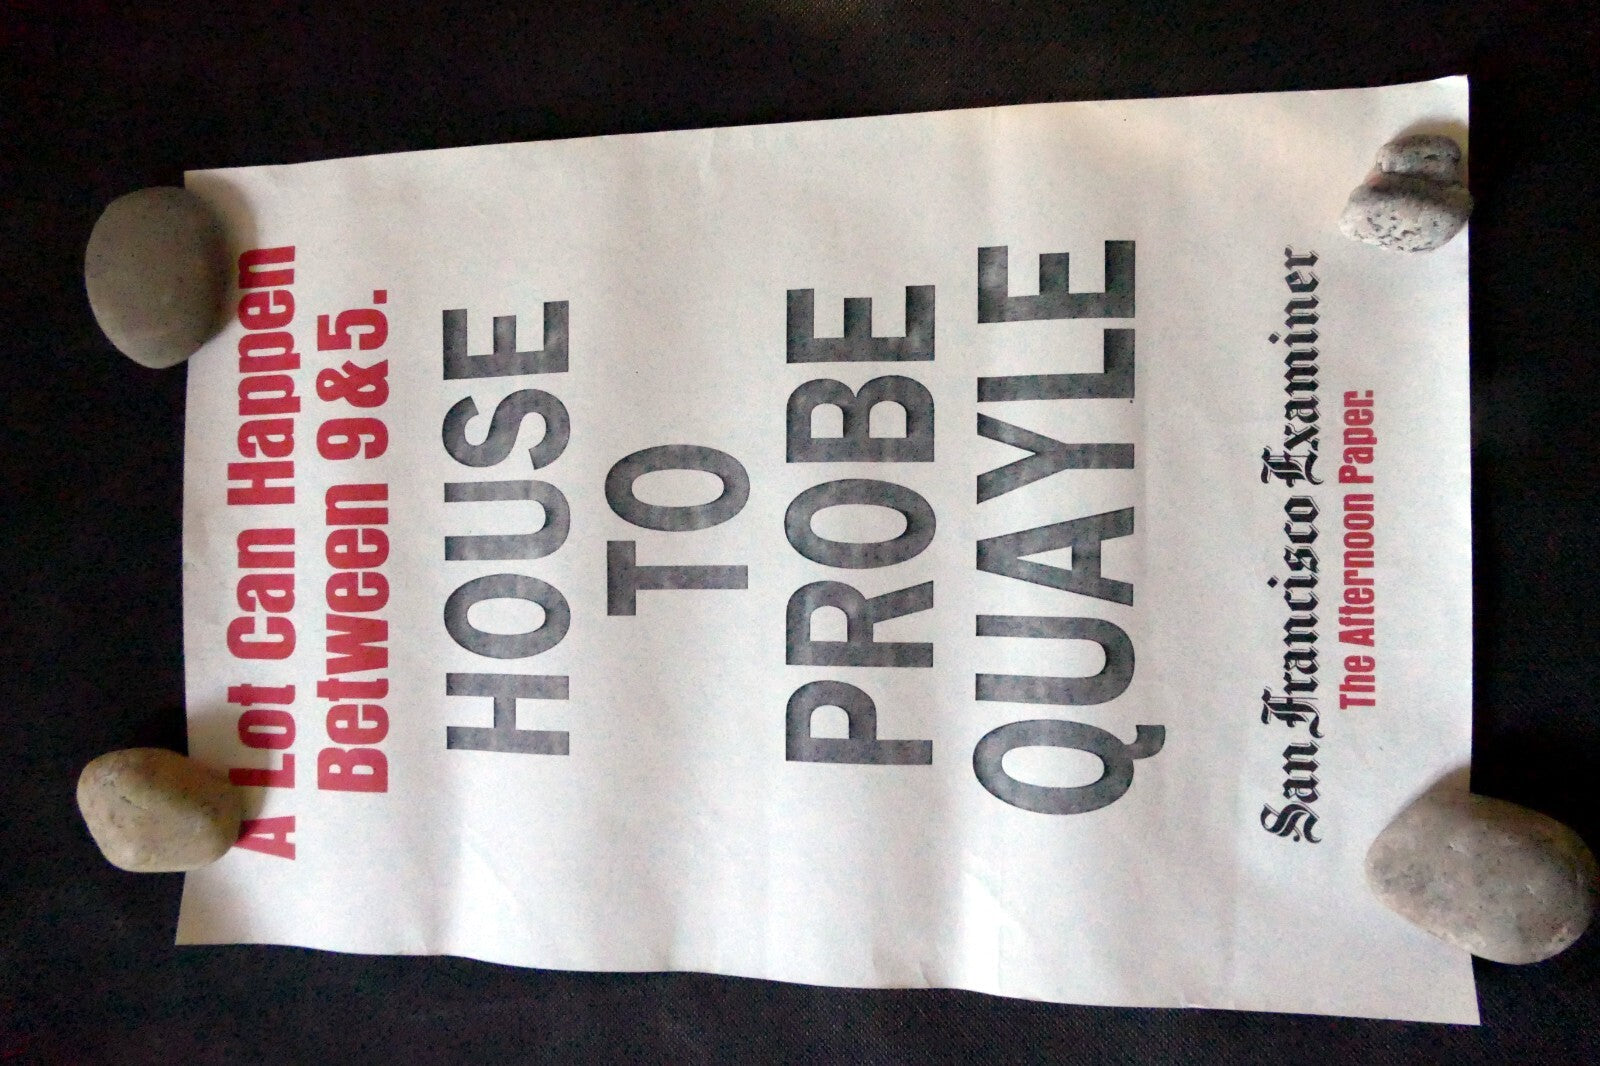 A Lot Can Happen
Between 9 & 5.
HOUSE
TO
PROBE
QUAYLE
San Francisco Examiner
The Afternoon Paper.